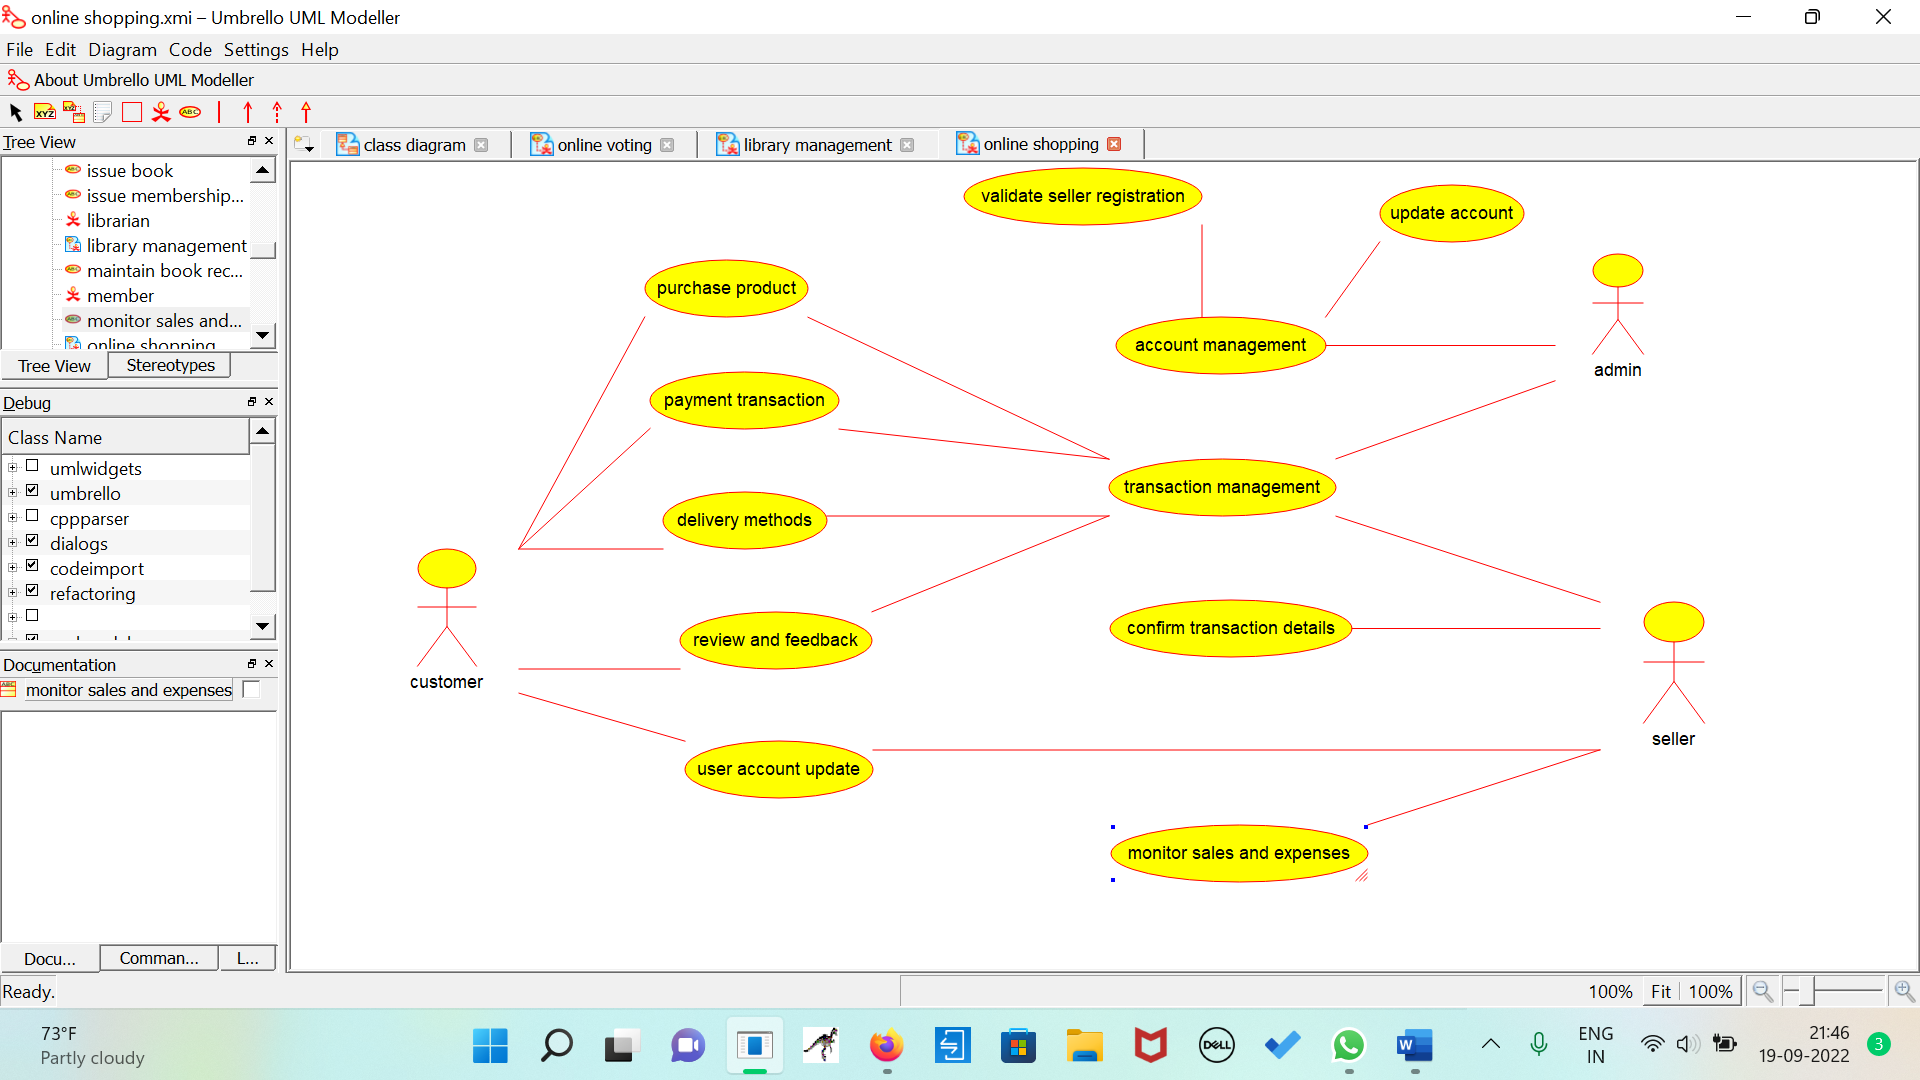 online shopping.xmi – Umbrello UML Modeller
File Edit Diagram Code Settings Help
About Umbrello UML Modeller
XYZ
ABC
Tree View
issue book
issue membership...
librarian
library management
maintain book rec...
member
monitor sales and...
online shopping
Tree View Stereotypes
Debug
Class Name
umlwidgets
umbrello
cppparser
dialogs
codeimport
refactoring
Documentation
monitor sales and expenses
Docu... Comman... L...
Ready.
class diagram online voting library management online shopping
validate seller registration
update account
purchase product
account management
admin
payment transaction
transaction management
delivery methods
customer
review and feedback
confirm transaction details
seller
user account update
monitor sales and expenses
100% Fit 100%
73°F
Partly cloudy
DELL
W
ENG
IN
21:46
19-09-2022
3